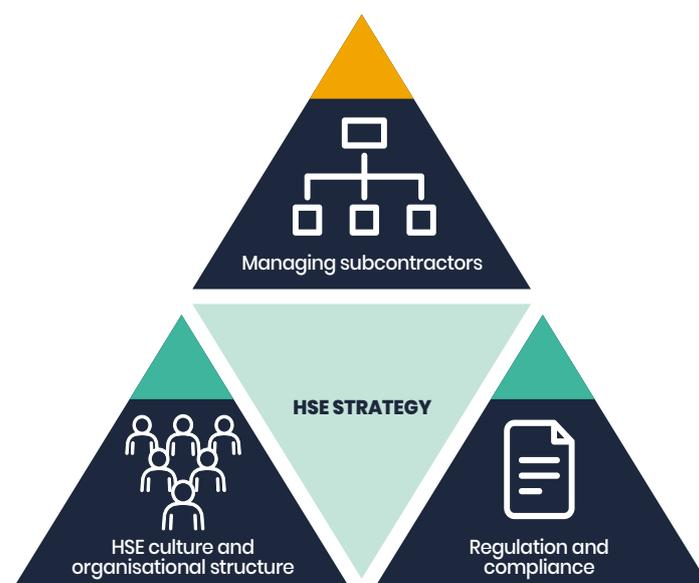 Managing subcontractors
HSE STRATEGY
HSE culture and
organisational structure
Regulation and
compliance